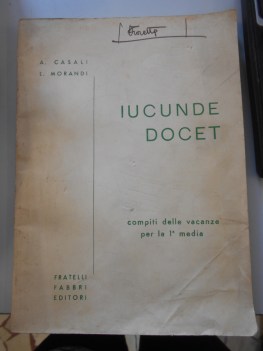 A. CASALI
L. MORANDI
IUCUNDE
DOCET
compiti delle vacanze
per la 1ª media
FRATELLI
FABBRI
EDITORI